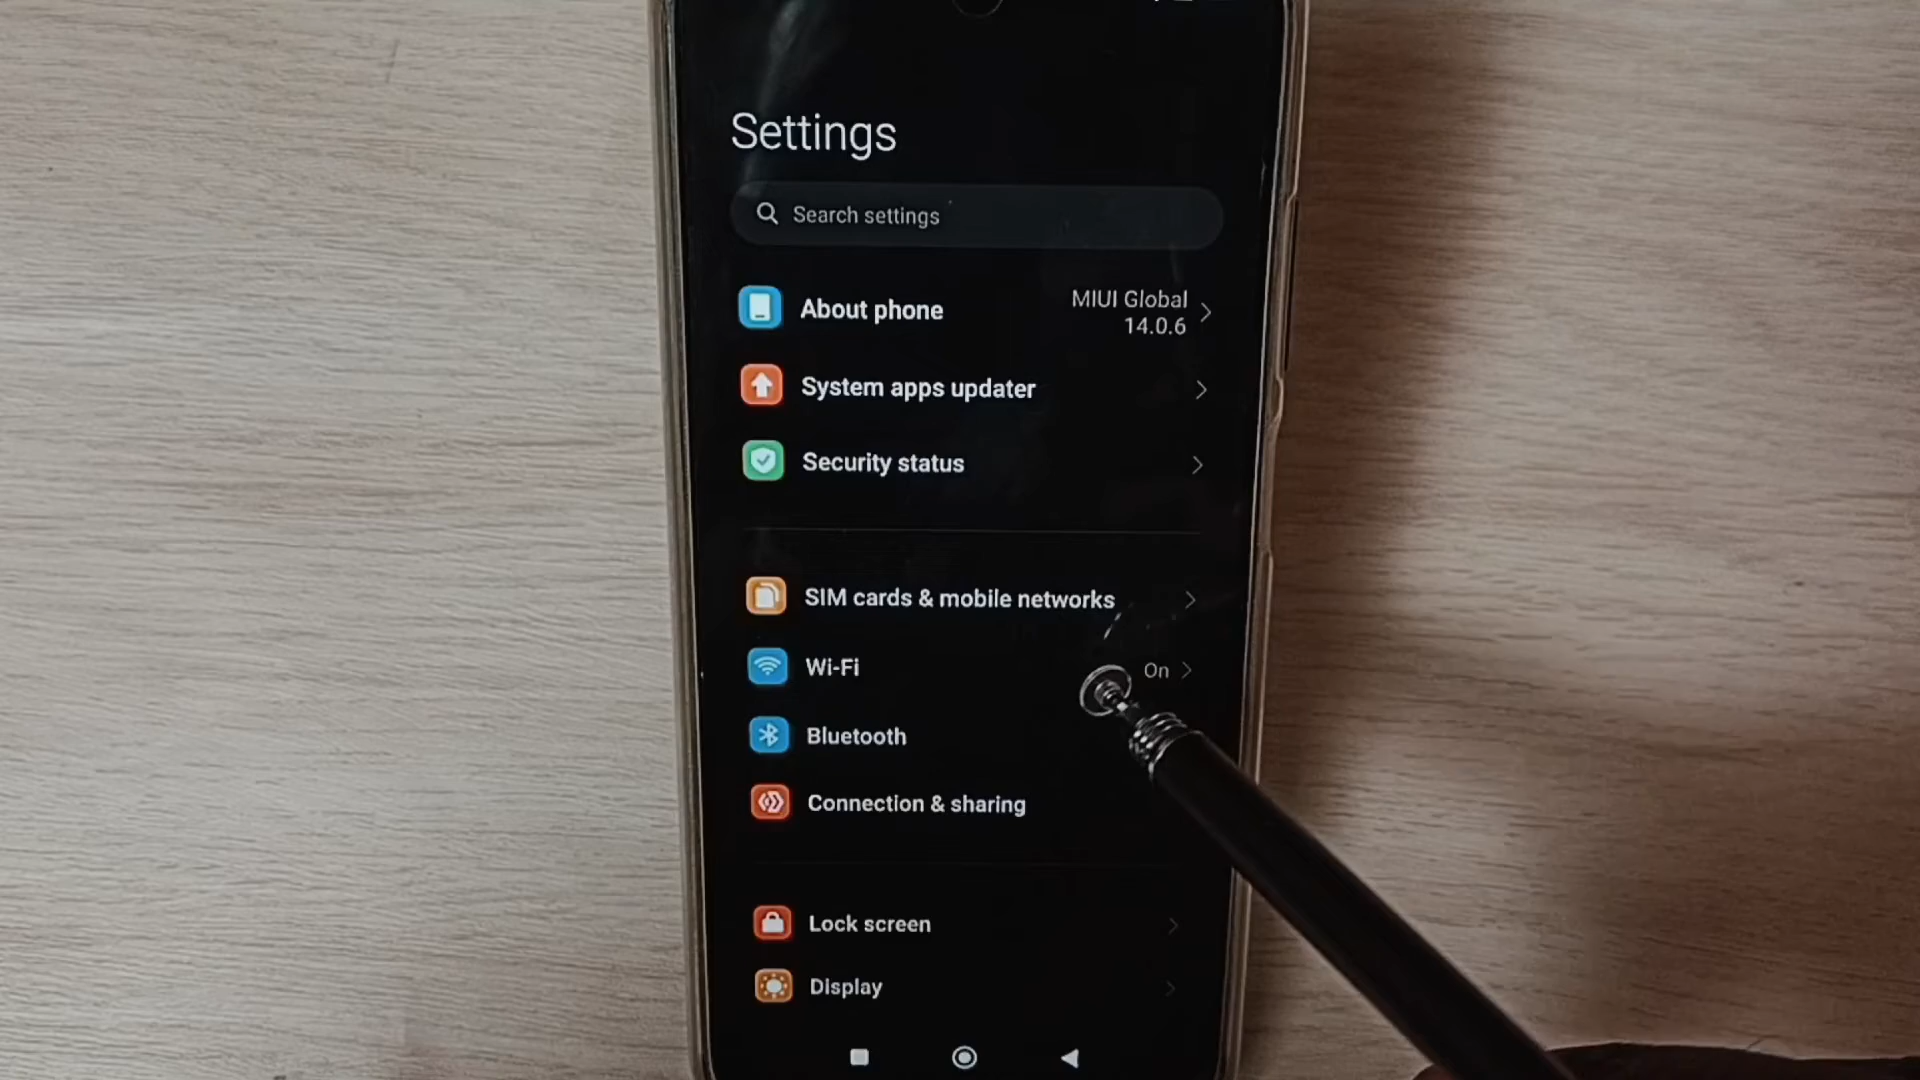 Settings
Search settings
About phone
MIUI Global
14.0.6
System apps updater
Security status
SIM cards & mobile networks
Wi-Fi
On
Bluetooth
Connection & sharing
Lock screen
Display